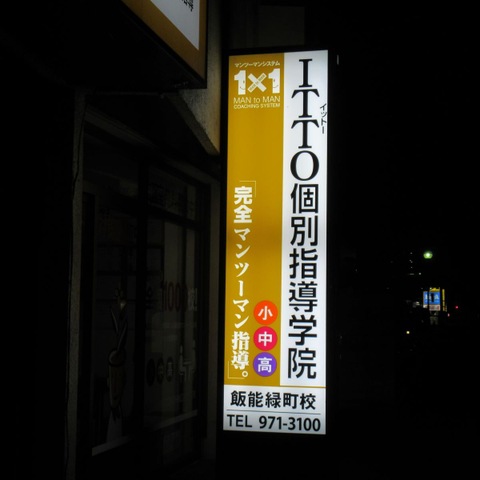 マンツーマンシステム
1×1
MAN to MAN
COACHING SYSTEM
ITTO個別指導学院
イットー
「完全マンツーマン指導。」
小
中
高
飯能緑町校
TEL 971-3100